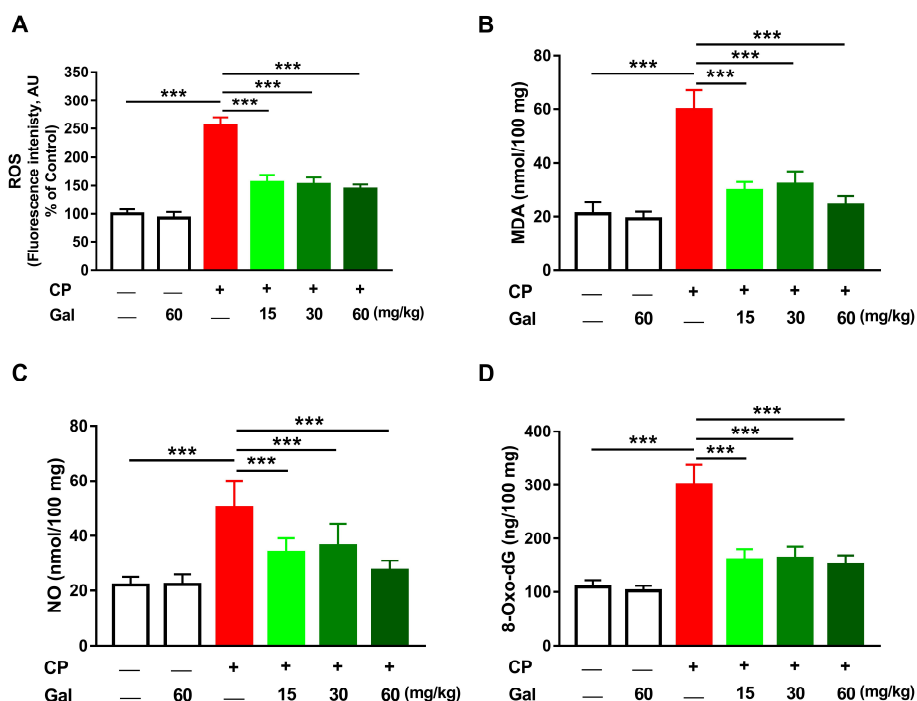 A
ROS
(Fluorescence intenisty, AU
% of Control)
350
300
250
200
150
100
50
0
***
***
***
***
CP — — + + + +
Gal — 60 — 15 30 60 (mg/kg)
B
MDA (nmol/100 mg)
80
60
40
20
0
***
***
***
***
CP — — + + + +
Gal — 60 — 15 30 60 (mg/kg)
C
NO (nmol/100 mg)
80
60
40
20
0
***
***
***
***
CP — — + + + +
Gal — 60 — 15 30 60 (mg/kg)
D
8-Oxo-dG (ng/100 mg)
400
300
200
100
0
***
***
***
***
CP — — + + + +
Gal — 60 — 15 30 60 (mg/kg)